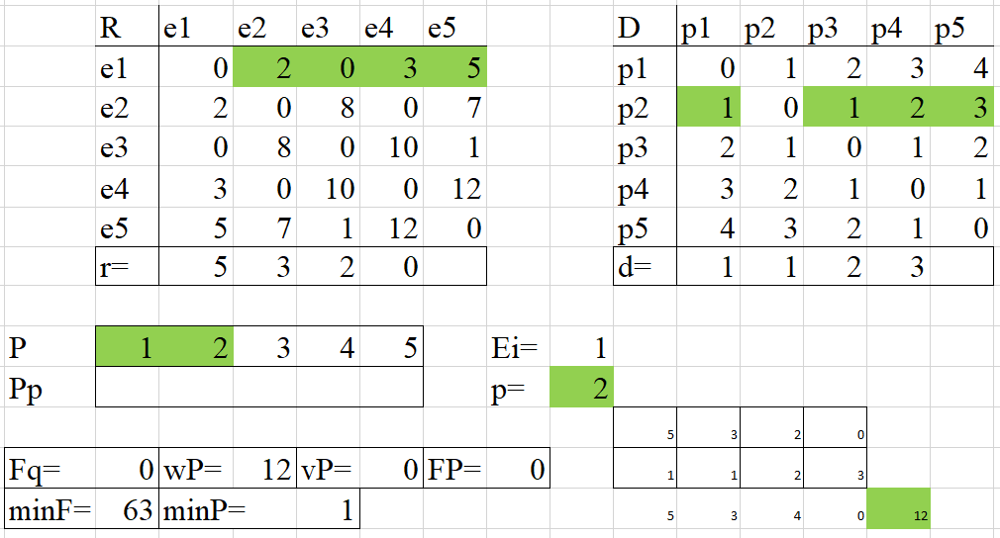 R e1 e2 e3 e4 e5 D p1 p2 p3 p4 p5
e1 0 2 0 3 5 p1 0 1 2 3 4
e2 2 0 8 0 7 p2 1 0 1 2 3
e3 0 8 0 10 1 p3 2 1 0 1 2
e4 3 0 10 0 12 p4 3 2 1 0 1
e5 5 7 1 12 0 p5 4 3 2 1 0
r= 5 3 2 0 d= 1 1 2 3
P 1 2 3 4 5 Ei= 1
Pp p= 2
5 3 2 0
Fq= 0 wP= 12 vP= 0 FP= 0 1 1 2 3
minF= 63 minP= 1 5 3 4 0 12